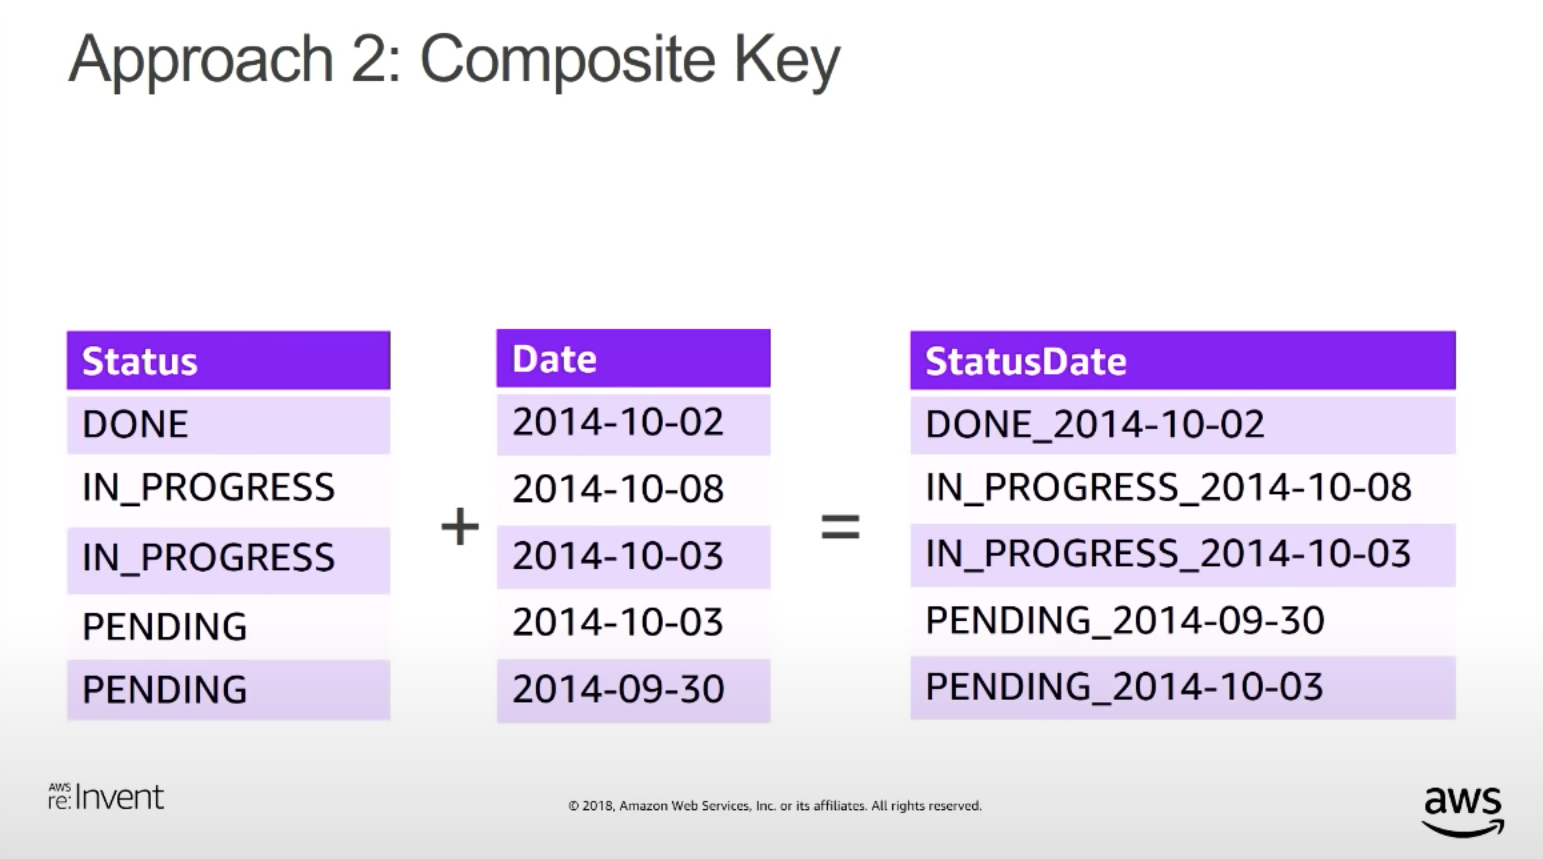 Approach 2: Composite Key
Status
DONE
IN_PROGRESS
IN_PROGRESS
PENDING
PENDING
+
Date
2014-10-02
2014-10-08
2014-10-03
2014-10-03
2014-09-30
=
StatusDate
DONE_2014-10-02
IN_PROGRESS_2014-10-08
IN_PROGRESS_2014-10-03
PENDING_2014-09-30
PENDING_2014-10-03
AWS
re:Invent
© 2018, Amazon Web Services, Inc. or its affiliates. All rights reserved.
aws